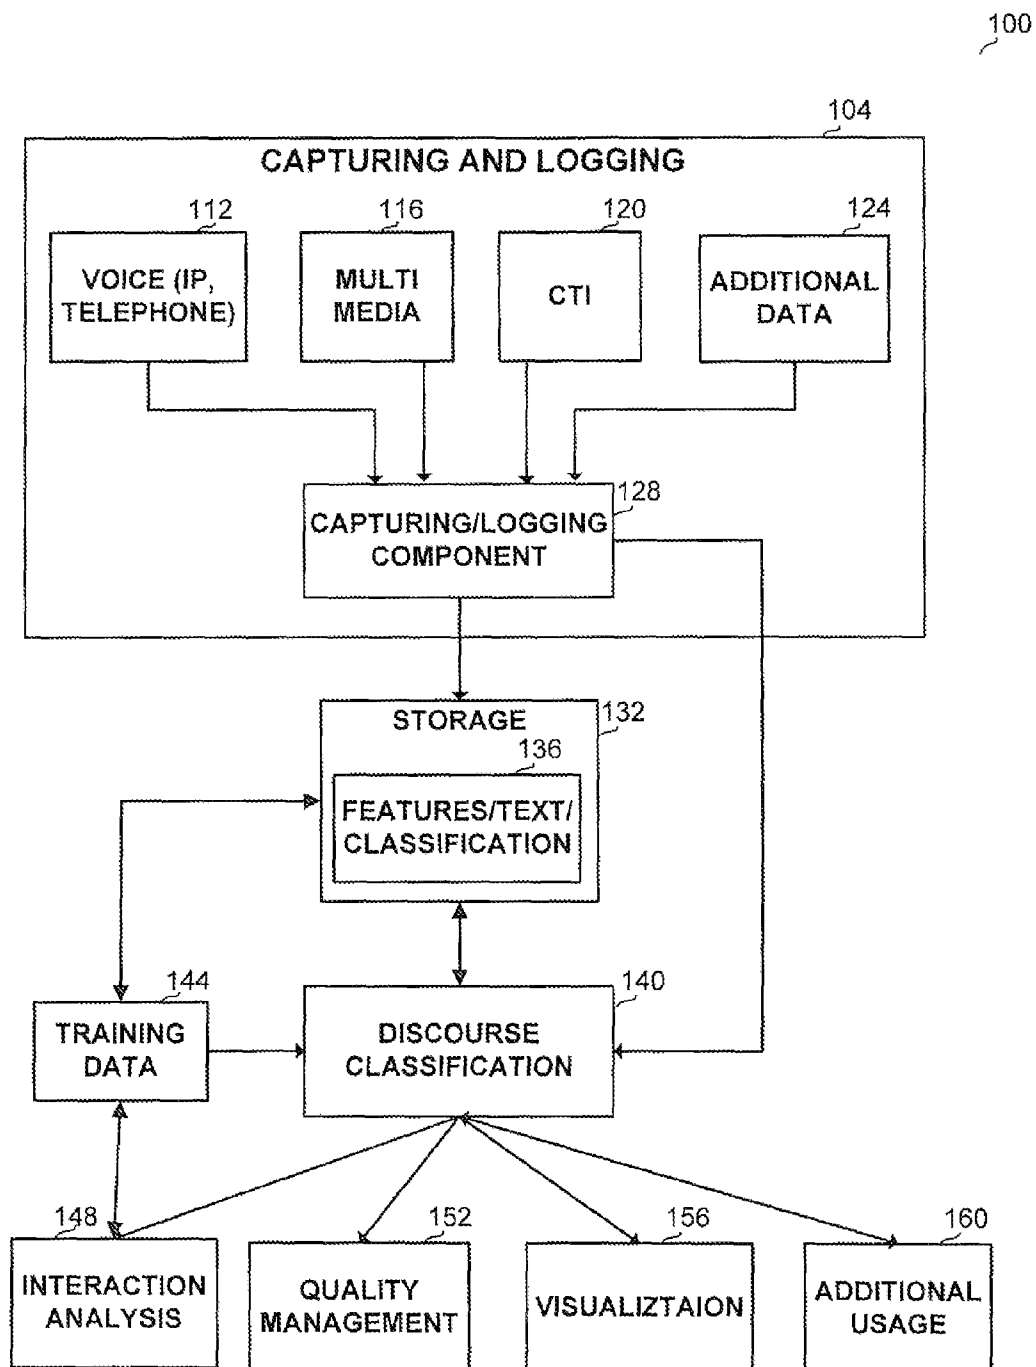 100
104
CAPTURING AND LOGGING
112
116
120
124
VOICE (IP,
TELEPHONE)
MULTI
MEDIA
CTI
ADDITIONAL
DATA
128
CAPTURING/LOGGING
COMPONENT
STORAGE
132
136
FEATURES/TEXT/
CLASSIFICATION
144
TRAINING
DATA
140
DISCOURSE
CLASSIFICATION
148
152
156
160
INTERACTION
ANALYSIS
QUALITY
MANAGEMENT
VISUALIZTAION
ADDITIONAL
USAGE